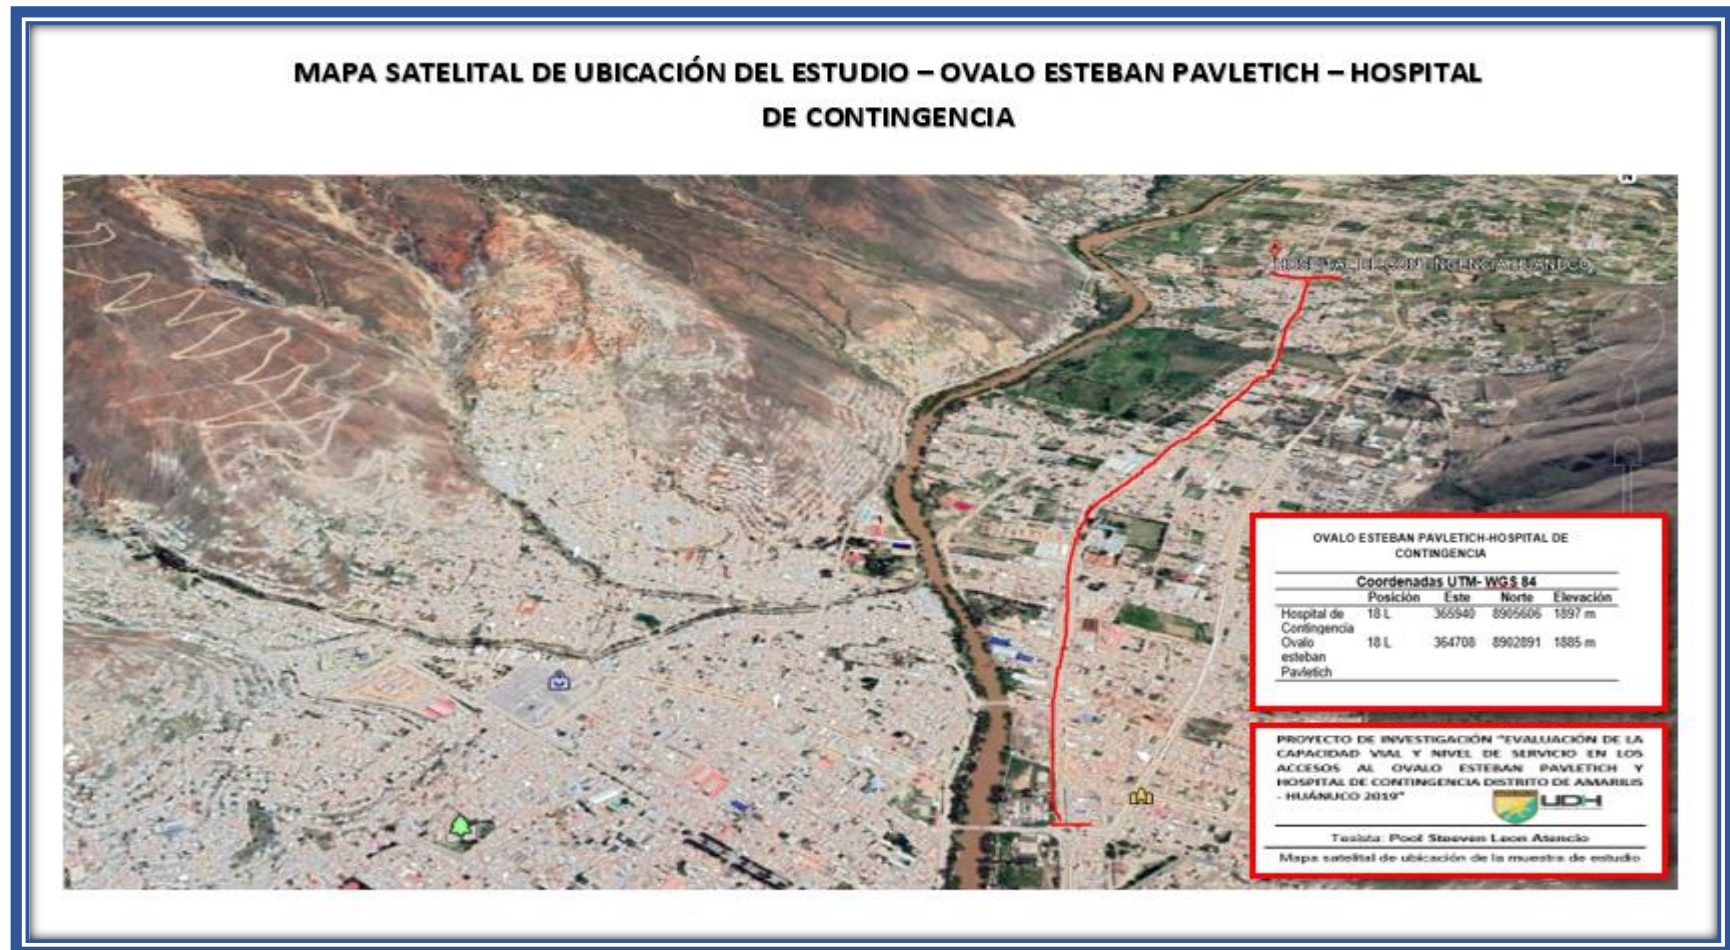 MAPA SATELITAL DE UBICACIÓN DEL ESTUDIO – OVALO ESTEBAN PAVLETICH – HOSPITAL
DE CONTINGENCIA
HOSPITAL DE CONTINGENCIA HUANUCO
OVALO ESTEBAN PAVLETICH-HOSPITAL DE
CONTINGENCIA
Coordenadas UTM- WGS 84
Posición Este Norte Elevación
Hospital de 18 L 365940 8905606 1897 m
Contingencia
Ovalo 18 L 364708 8902891 1885 m
esteban
Pavletich
PROYECTO DE INVESTIGACIÓN "EVALUACIÓN DE LA
CAPACIDAD VIAL Y NIVEL DE SERVICIO EN LOS
ACCESOS AL OVALO ESTEBAN PAVLETICH Y
HOSPITAL DE CONTINGENCIA DISTRITO DE AMARILIS
- HUÁNUCO 2019"
UDH
Tesista: Pool Steeven Leon Atencio
Mapa satelital de ubicación de la muestra de estudio